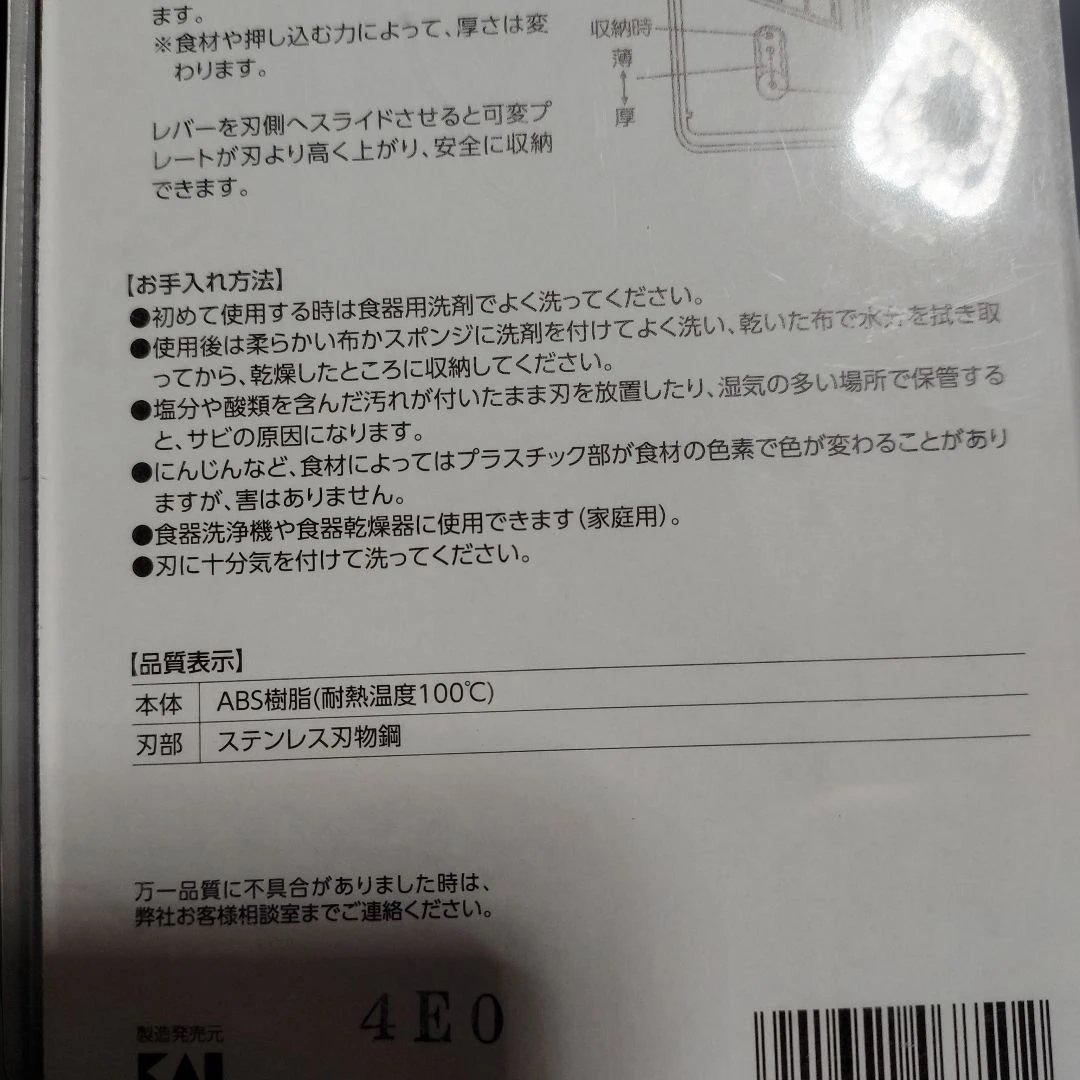 ます。
※食材や押し込む力によって、厚さは変
わります。
レバーを刃側へスライドさせると可変プ
レートが刃より高く上がり、安全に収納
できます。
収納時
薄
厚
【お手入れ方法】
●初めて使用する時は食器用洗剤でよく洗ってください。
●使用後は柔らかい布かスポンジに洗剤を付けてよく洗い、乾いた布で水分を拭き取
ってから、乾燥したところに収納してください。
●塩分や酸類を含んだ汚れが付いたまま刃を放置したり、湿気の多い場所で保管する
と、サビの原因になります。
●にんじんなど、食材によってはプラスチック部が食材の色素で色が変わることがあり
ますが、害はありません。
●食器洗浄機や食器乾燥器に使用できます(家庭用)。
●刃に十分気を付けて洗ってください。
【品質表示】
本体 ABS樹脂(耐熱温度100℃)
刃部 ステンレス刃物鋼
万一品質に不具合がありました時は、
弊社お客様相談室までご連絡ください。
4E0
製造発売元
KAI